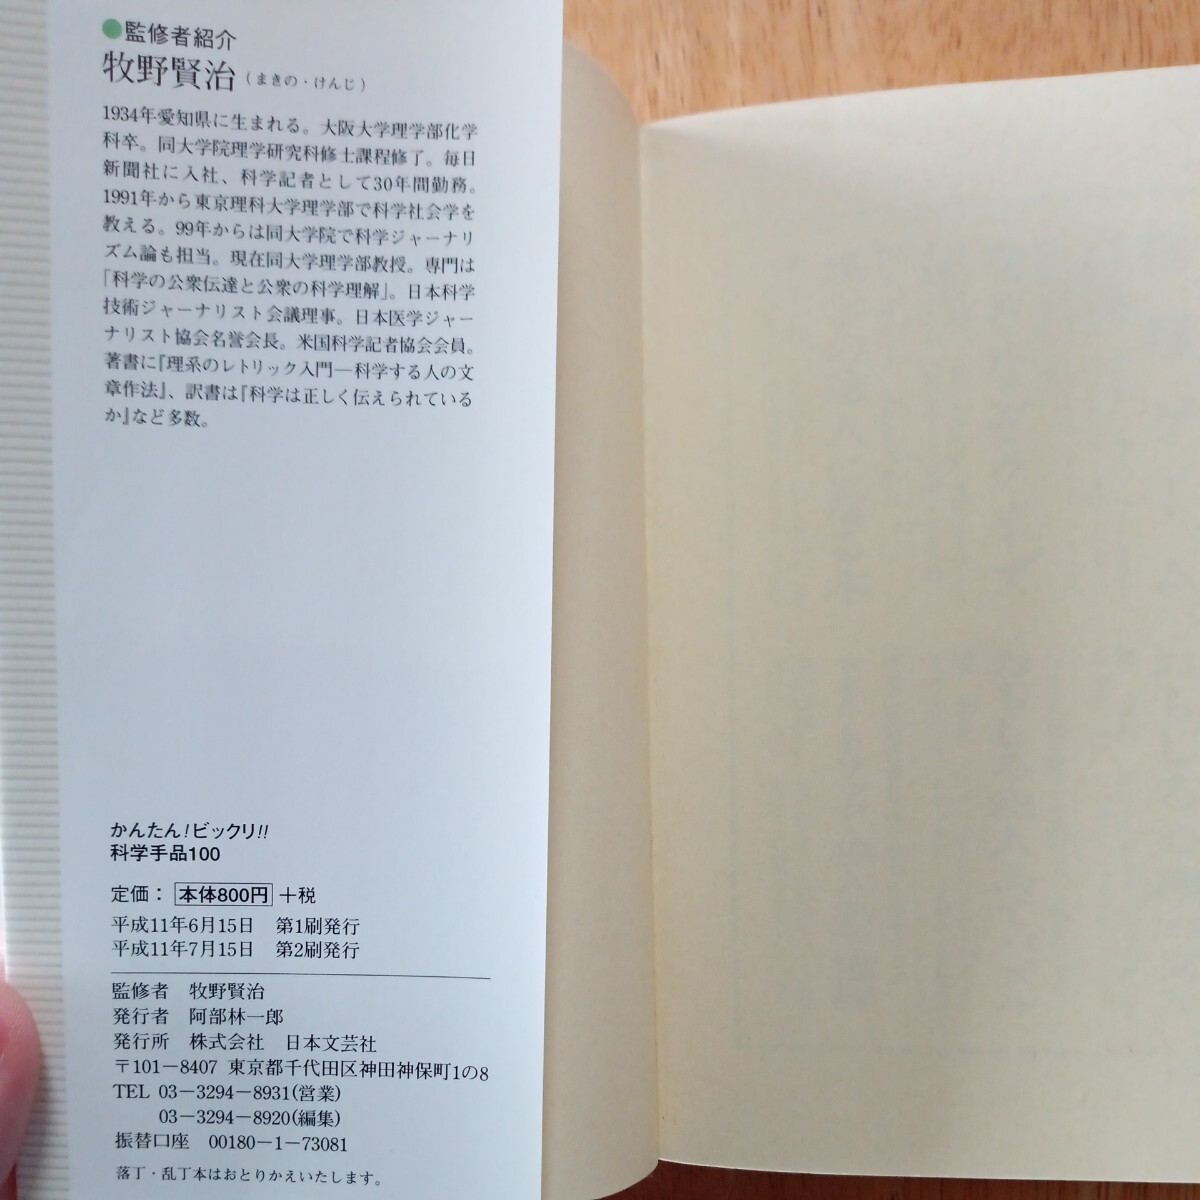 ●監修者紹介
牧野賢治(まきの・けんじ)
1934年愛知県に生まれる。大阪大学理学部化学
科卒。同大学院理学研究科修士課程修了。毎日
新聞社に入社、科学記者として30年間勤務。
1991年から東京理科大学理学部で科学社会学を
教える。99年からは同大学院で科学ジャーナリ
ズム論も担当。現在同大学理学部教授。専門は
「科学の公衆伝達と公衆の科学理解」。日本科学
技術ジャーナリスト会議理事。日本医学ジャー
ナリスト協会名誉会長。米国科学記者協会会員。
著書に『理系のレトリック入門―科学する人の文
章作法』、訳書は『科学は正しく伝えられている
か』など多数。
かんたん!ビックリ!!
科学手品100
定価：本体800円+税
平成11年6月15日　第1刷発行
平成11年7月15日　第2刷発行
監修者　牧野賢治
発行者　阿部林一郎
発行所　株式会社　日本文芸社
〒101－8407 東京都千代田区神田神保町1の8
TEL 03－3294－8931(営業)
03－3294－8920(編集)
振替口座　00180－1－73081
落丁・乱丁本はおとりかえいたします。